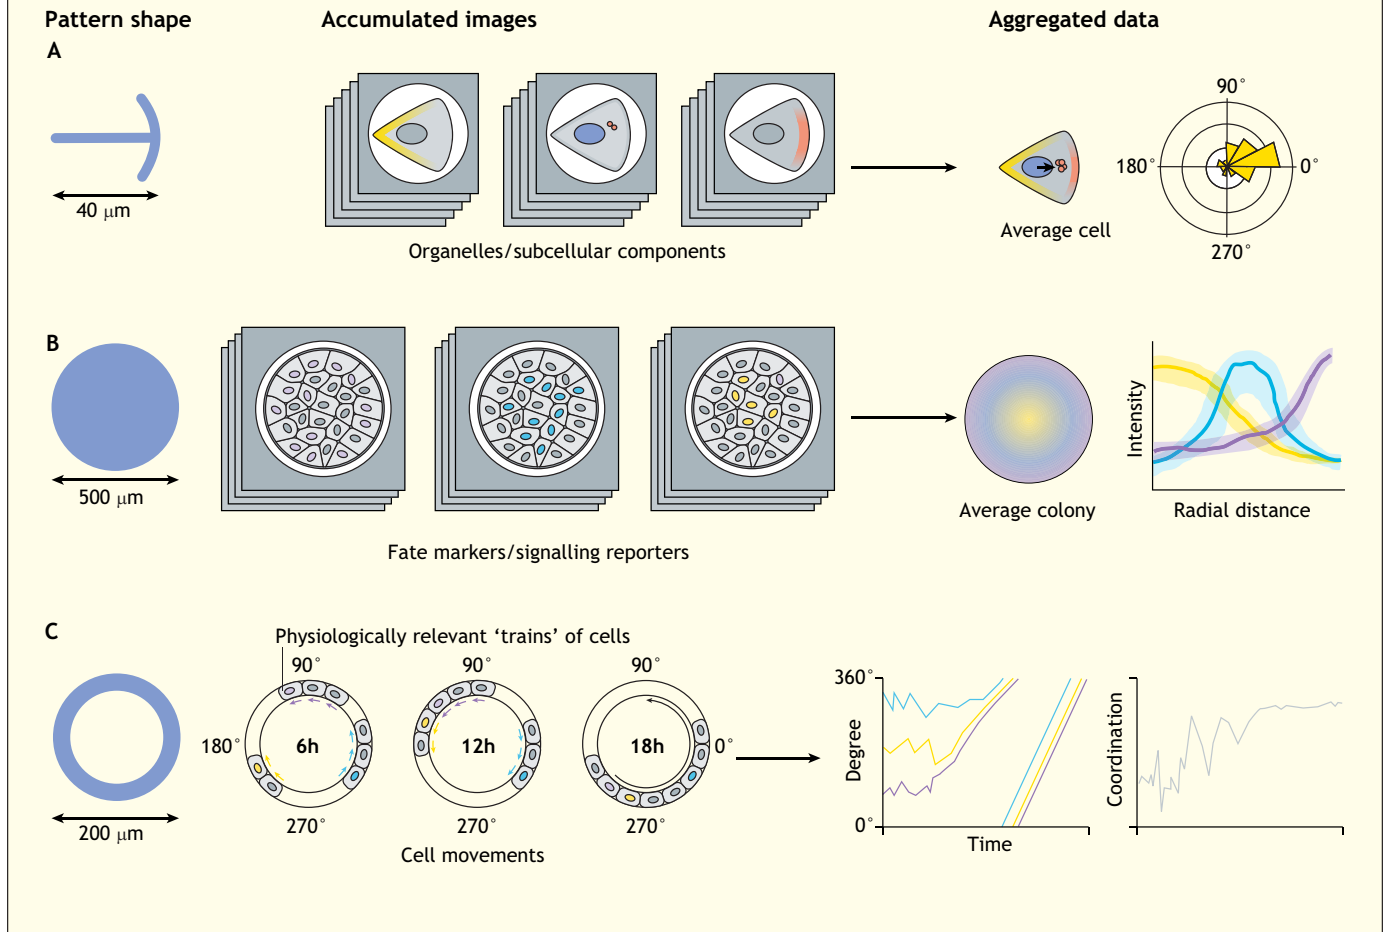 Pattern shape
Accumulated images
Aggregated data
A
90°
180°
0°
40 μm
Average cell
Organelles/subcellular components
270°
B
Intensity
500 μm
Average colony
Radial distance
Fate markers/signalling reporters
C
Physiologically relevant ‘trains’ of cells
90°
90°
90°
360°
180°
6h
12h
18h
0°
Degree
Coordination
0°
200 μm
270°
270°
270°
Time
Cell movements